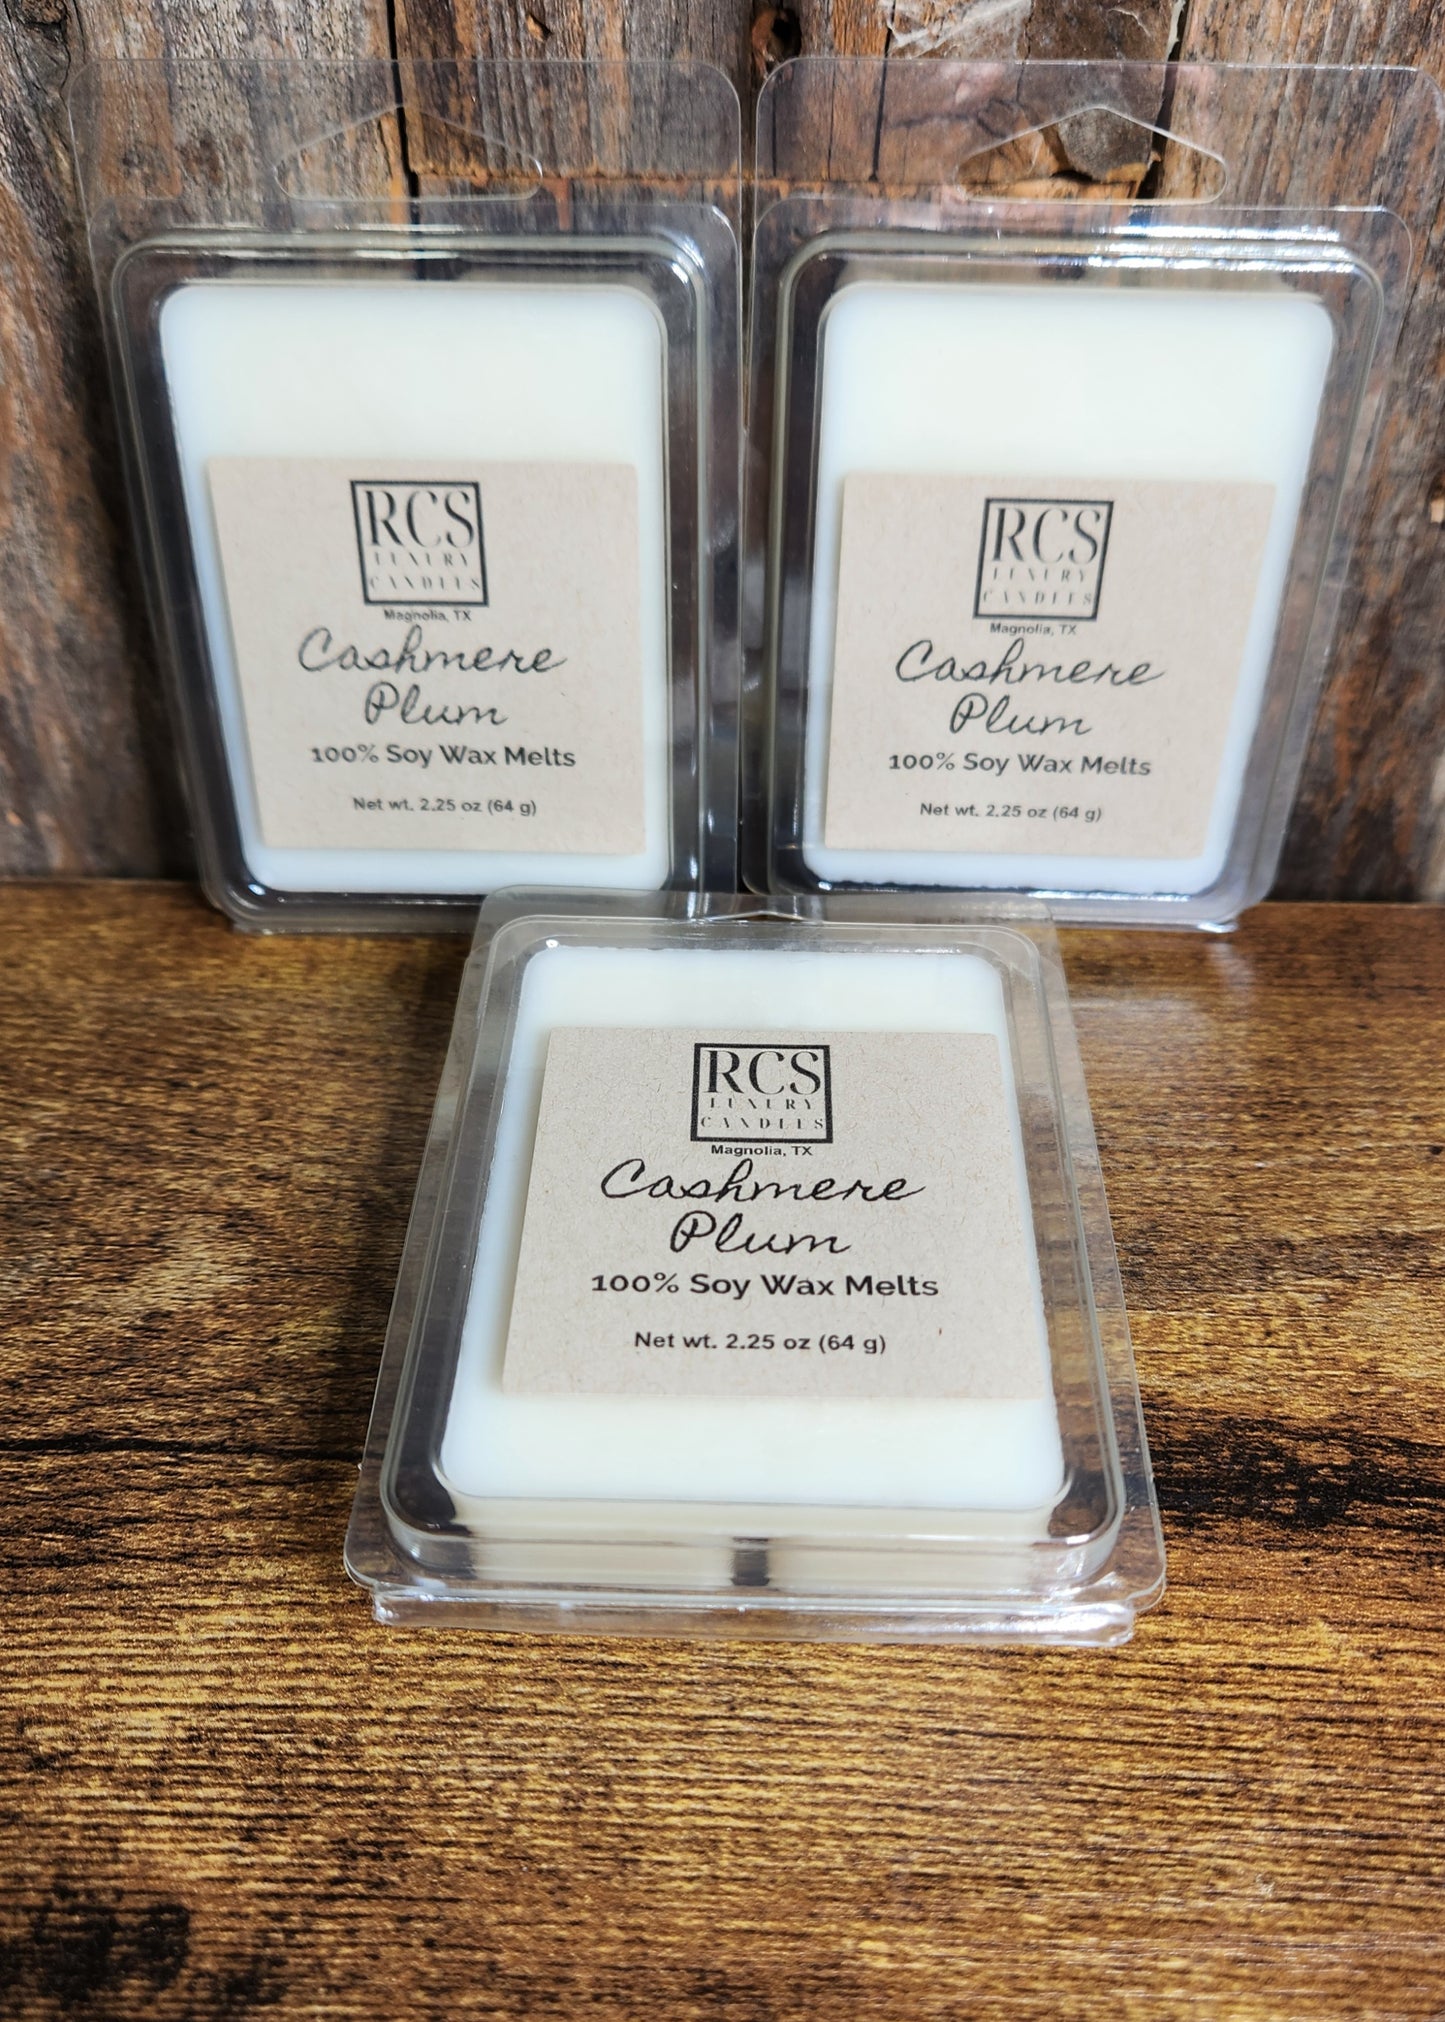 RCS
LUXURY
CANDLES
Magnolia, TX
Cashmere
Plum
100% Soy Wax Melts
Net wt. 2.25 oz (64 g)
RCS
LUXURY
CANDLES
Magnolia, TX
Cashmere
Plum
100% Soy Wax Melts
Net wt. 2.25 oz (64 g)
RCS
LUXURY
CANDLES
Magnolia, TX
Cashmere
Plum
100% Soy Wax Melts
Net wt. 2.25 oz (64 g)